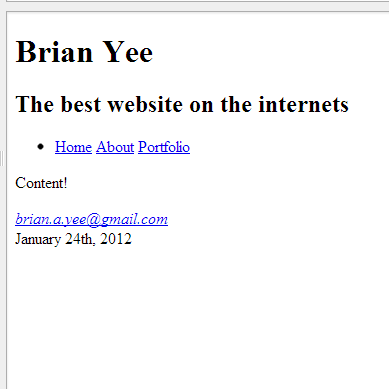 Brian Yee
The best website on the internets
Home About Portfolio
Content!
brian.a.yee@gmail.com
January 24th, 2012